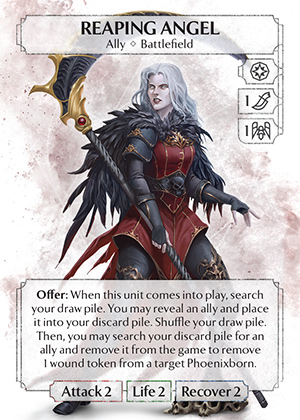 REAPING ANGEL
Ally ⬦ Battlefield
1
1
Offer: When this unit comes into play, search
your draw pile. You may reveal an ally and place
it into your discard pile. Shuffle your draw pile.
Then, you may search your discard pile for an
ally and remove it from the game to remove
1 wound token from a target Phoenixborn.
Attack 2 Life 2 Recover 2